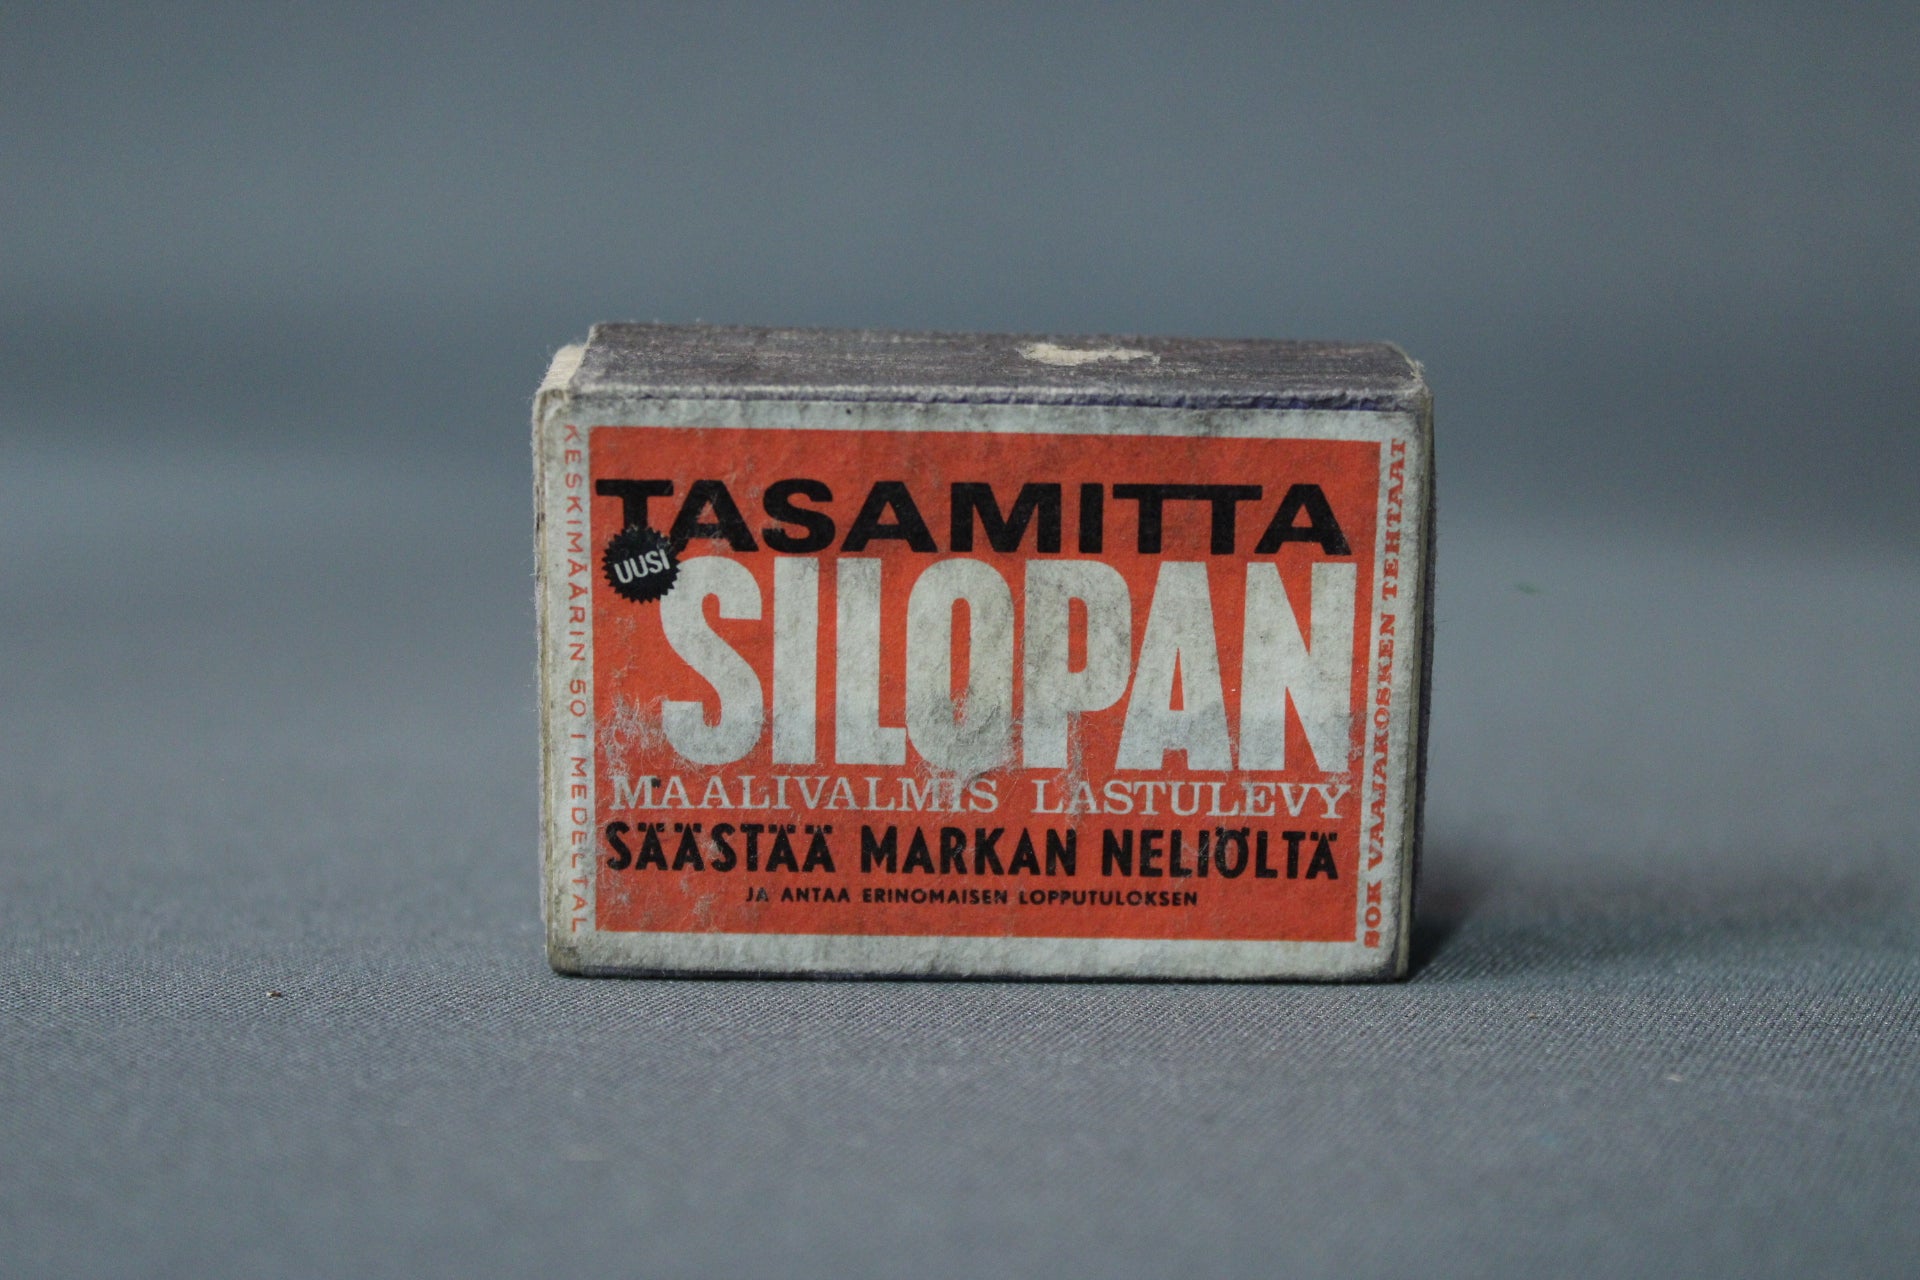 TASAMITTA
UUSI
SILOPAN
MAALIVALMIS LASTULEVY
SÄÄSTÄÄ MARKAN NELIÖLTÄ
JA ANTAA ERINOMAISEN LOPPUTULOKSEN
KESKIMÄÄRIN 50 I MEDELTAL
SOK VAAJAKOSKEN TEHTAAT